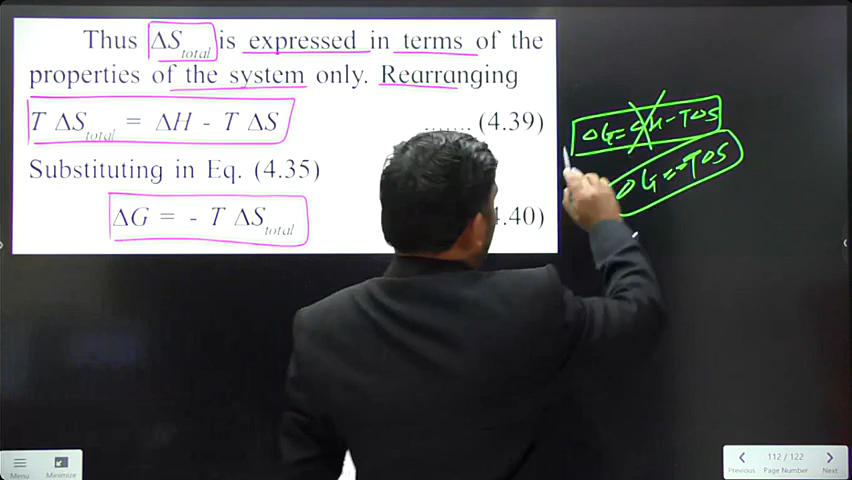 Thus ΔS_total is expressed in terms of the
properties of the system only. Rearranging
T ΔS_total = ΔH - T ΔS ........ (4.39)
Substituting in Eq. (4.35)
ΔG = - T ΔS_total 4.40)
ΔG = ΔH - TΔS
ΔG = -TΔS
Menu
Minimize
Previous
112 / 122
Page Number
Next